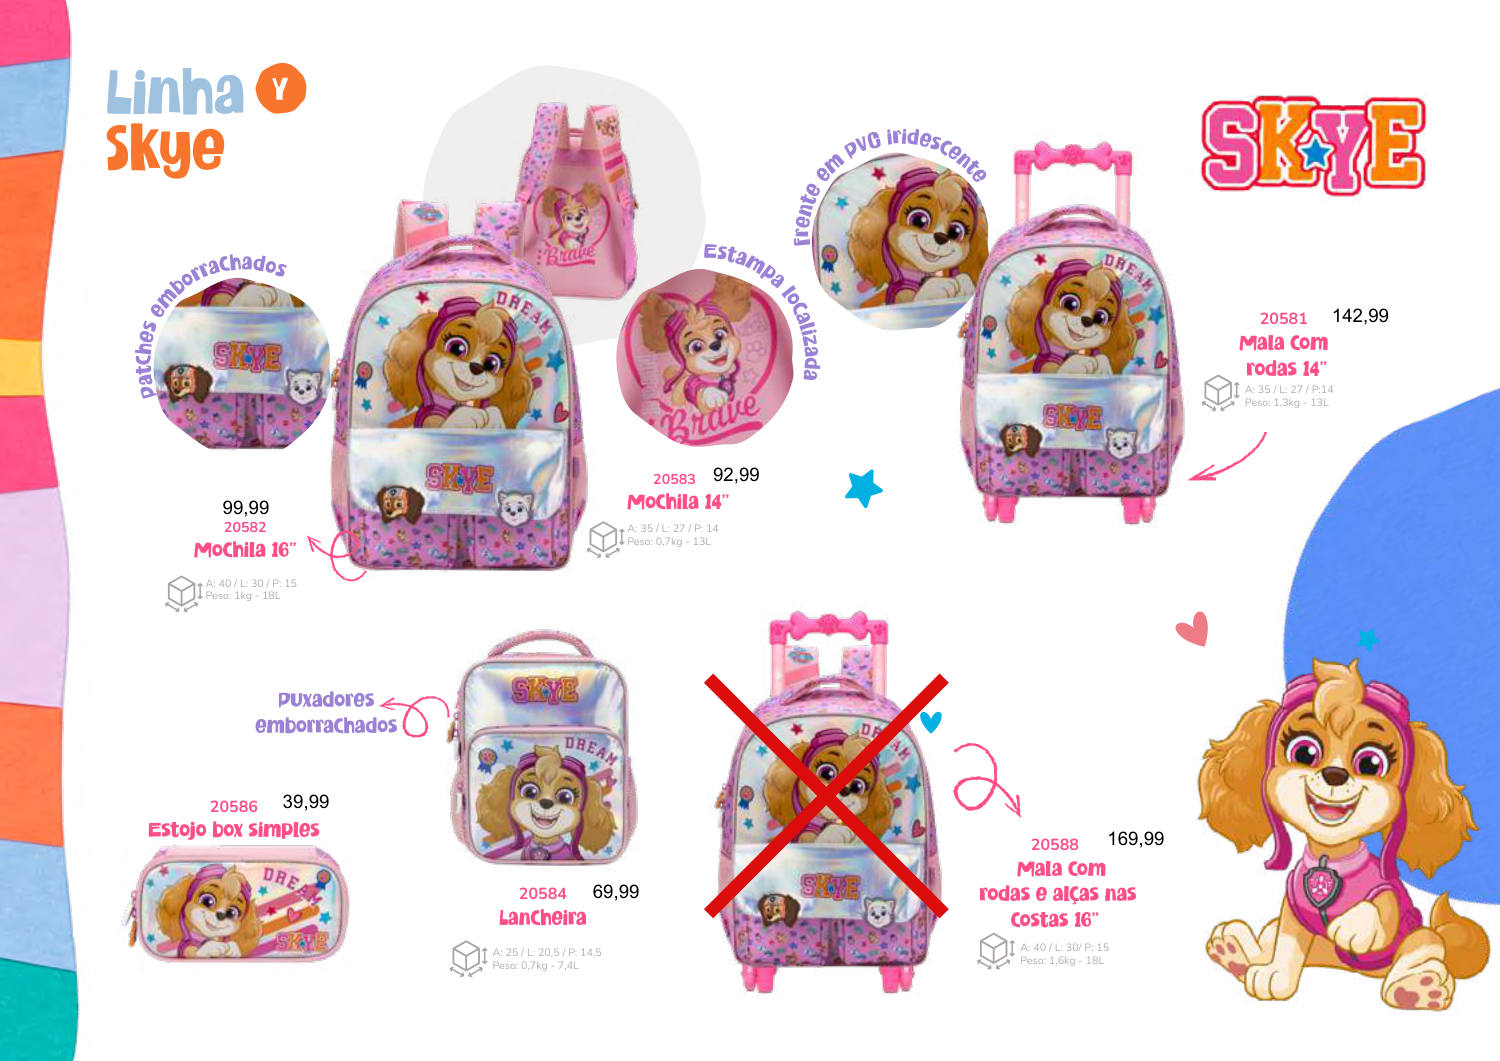 Linha Y
Skye
SKYE
Patches emborrachados
Brave
Estampa localizada
Brave
Frente em PVC iridescente
DREAM
SKYE
DREAM
SKYE
DREAM
SKYE
20581 142,99
Mala com
rodas 14”
A: 35 / L: 27 / P:14
Peso: 1,3kg - 13L
20583 92,99
Mochila 14”
A: 35 / L: 27 / P: 14
Peso: 0,7kg - 13L
99,99
20582
Mochila 16”
A: 40 / L: 30 / P: 15
Peso: 1kg - 18L
Puxadores
emborrachados
SKYE
DREAM
20586 39,99
Estojo box simples
DREAM
SKYE
20584 69,99
Lancheira
A: 25 / L: 20,5 / P: 14,5
Peso: 0,7kg - 7,4L
DREAM
SKYE
20588 169,99
Mala com
rodas e alças nas
costas 16”
A: 40 / L: 30/ P: 15
Peso: 1,6kg - 18L